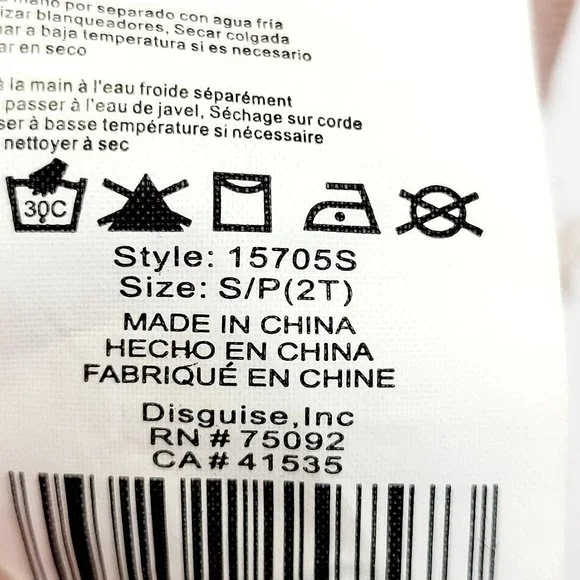 mano por separado con agua fría
izar blanqueadores, Secar colgada
ar a baja temperatura si es necesario
ar en seco
à la main à l'eau froide séparément
passer à l'eau de javel, Séchage sur corde
ser à basse température si nécessaire
nettoyer à sec
30C
Style: 15705S
Size: S/P(2T)
MADE IN CHINA
HECHO EN CHINA
FABRIQUÉ EN CHINE
Disguise,Inc
RN # 75092
CA # 41535